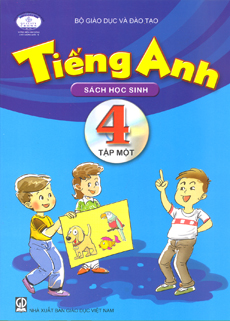 BỘ GIÁO DỤC VÀ ĐÀO TẠO
Tiếng Anh
SÁCH HỌC SINH
4
TẬP MỘT
NHÀ XUẤT BẢN GIÁO DỤC VIỆT NAM